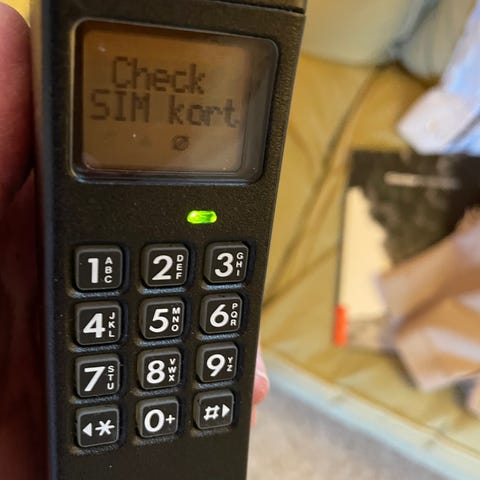 Check
SIM kort
ø
1 ABC 2 DEF 3 GHI
4 JKL 5 MNO 6 PQR
7 STU 8 VWX 9 YZ
◀* 0+ #▶